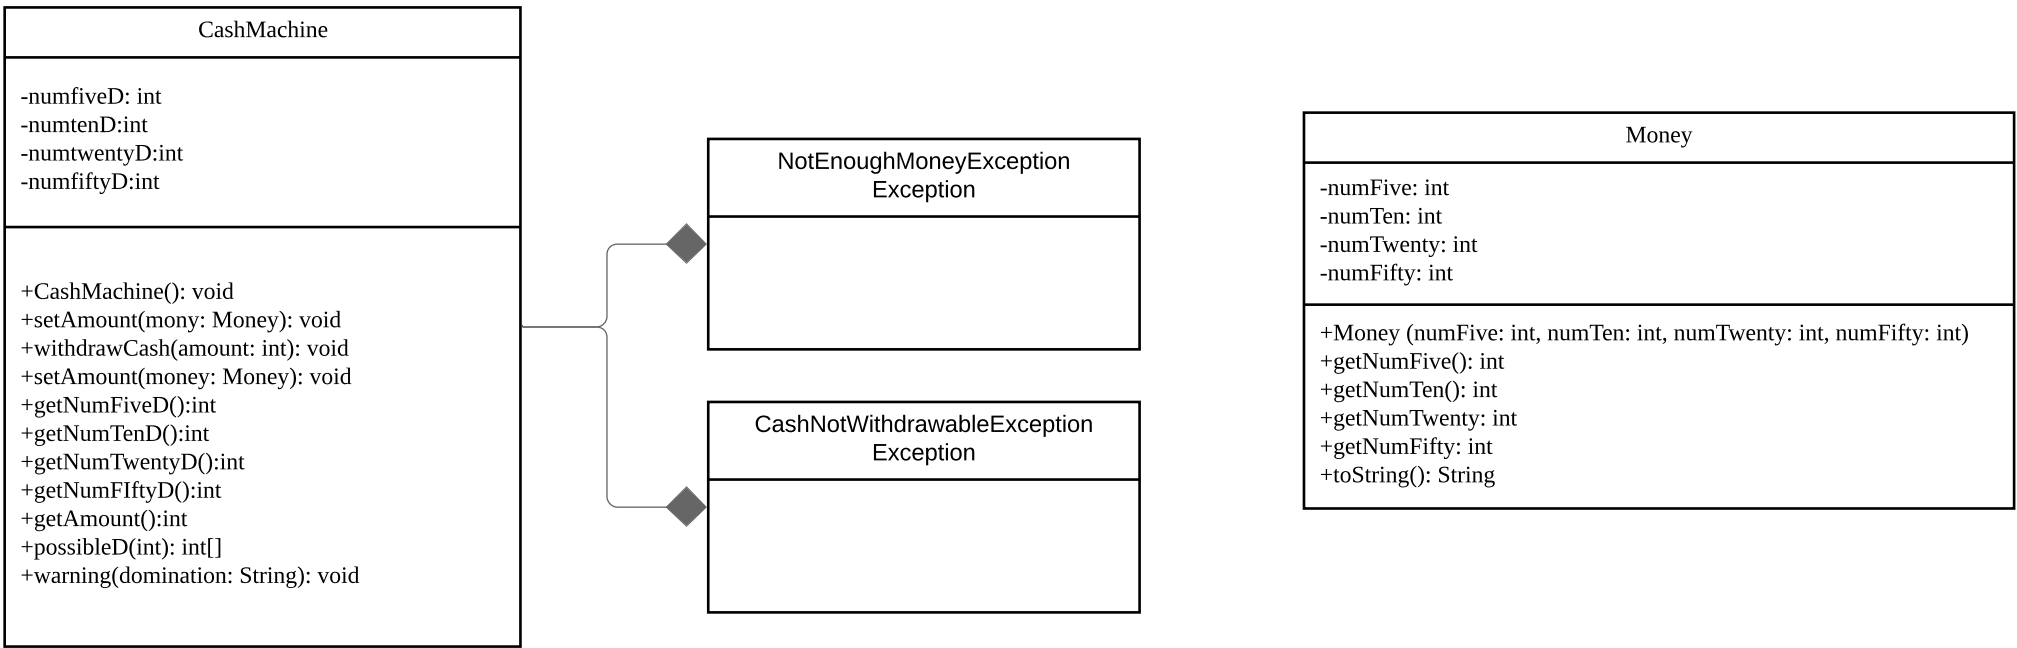 CashMachine
-numfiveD: int
-numtenD:int
-numtwentyD:int
-numfiftyD:int
+CashMachine(): void
+setAmount(mony: Money): void
+withdrawCash(amount: int): void
+setAmount(money: Money): void
+getNumFiveD():int
+getNumTenD():int
+getNumTwentyD():int
+getNumFIftyD():int
+getAmount():int
+possibleD(int): int[]
+warning(domination: String): void
NotEnoughMoneyException
Exception
CashNotWithdrawableException
Exception
Money
-numFive: int
-numTen: int
-numTwenty: int
-numFifty: int
+Money (numFive: int, numTen: int, numTwenty: int, numFifty: int)
+getNumFive(): int
+getNumTen(): int
+getNumTwenty: int
+getNumFifty: int
+toString(): String